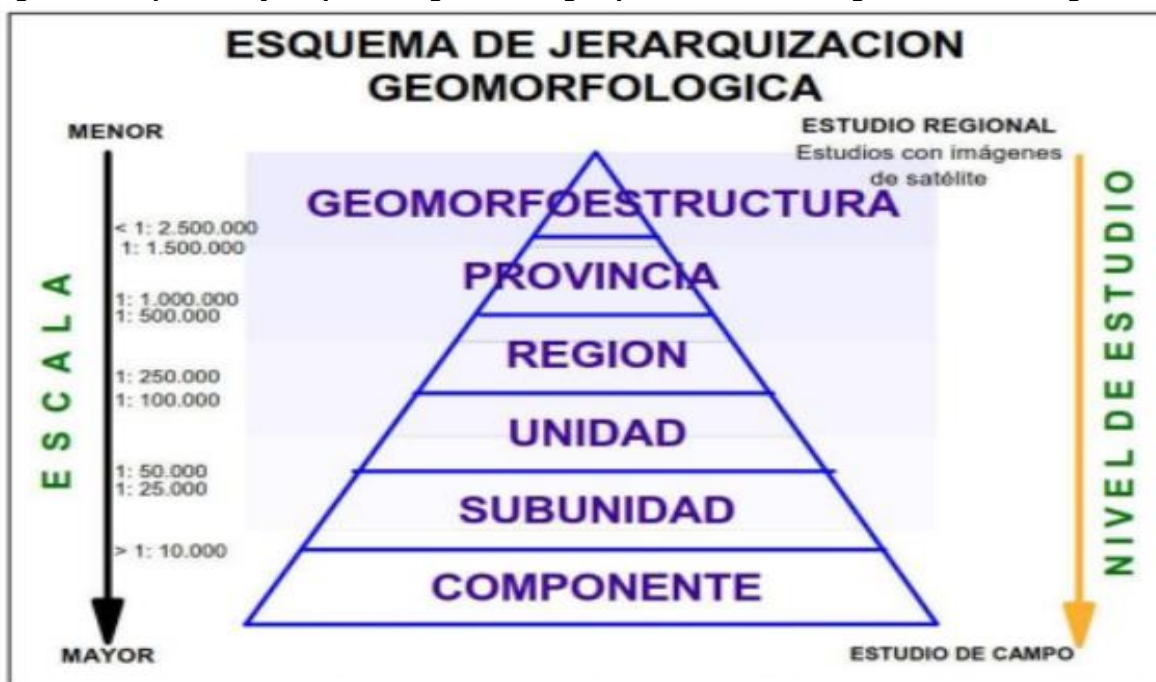 ESQUEMA DE JERARQUIZACION
GEOMORFOLOGICA
MENOR
ESTUDIO REGIONAL
Estudios con imágenes
de satélite
GEOMORFOESTRUCTURA
< 1: 2.500.000
1: 1.500.000
PROVINCIA
1: 1.000.000
1: 500.000
REGION
1: 250.000
1: 100.000
UNIDAD
1: 50.000
1: 25.000
SUBUNIDAD
> 1: 10.000
COMPONENTE
MAYOR
ESTUDIO DE CAMPO
ESCALA
NIVEL DE ESTUDIO